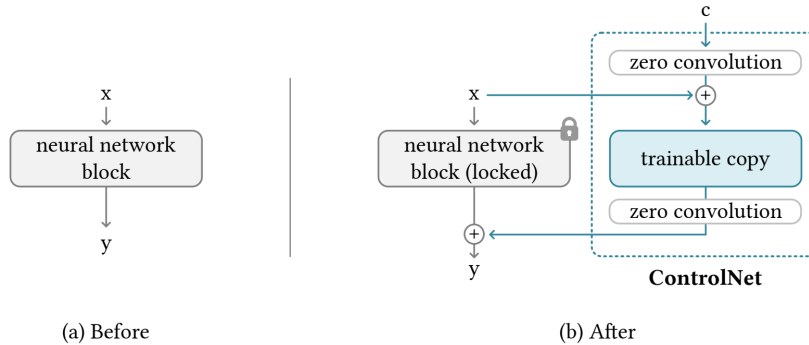 x
neural network
block
y
(a) Before
c
zero convolution
x
+
neural network
block (locked)
trainable copy
zero convolution
+
y
ControlNet
(b) After